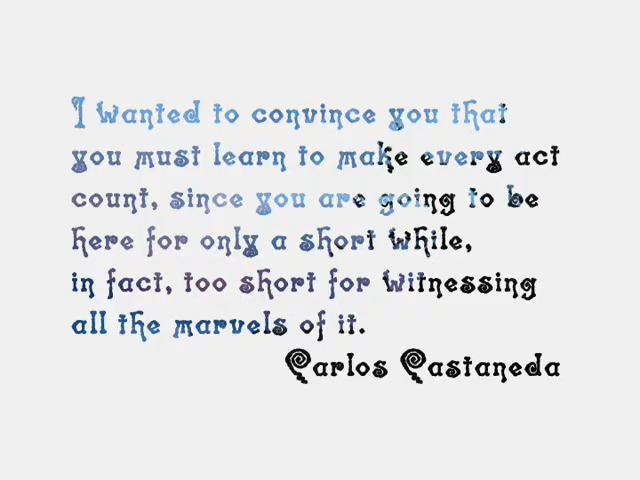 I wanted to convince you that
you must learn to make every act
count, since you are going to be
here for only a short while,
in fact, too short for witnessing
all the marvels of it.
Carlos Castaneda